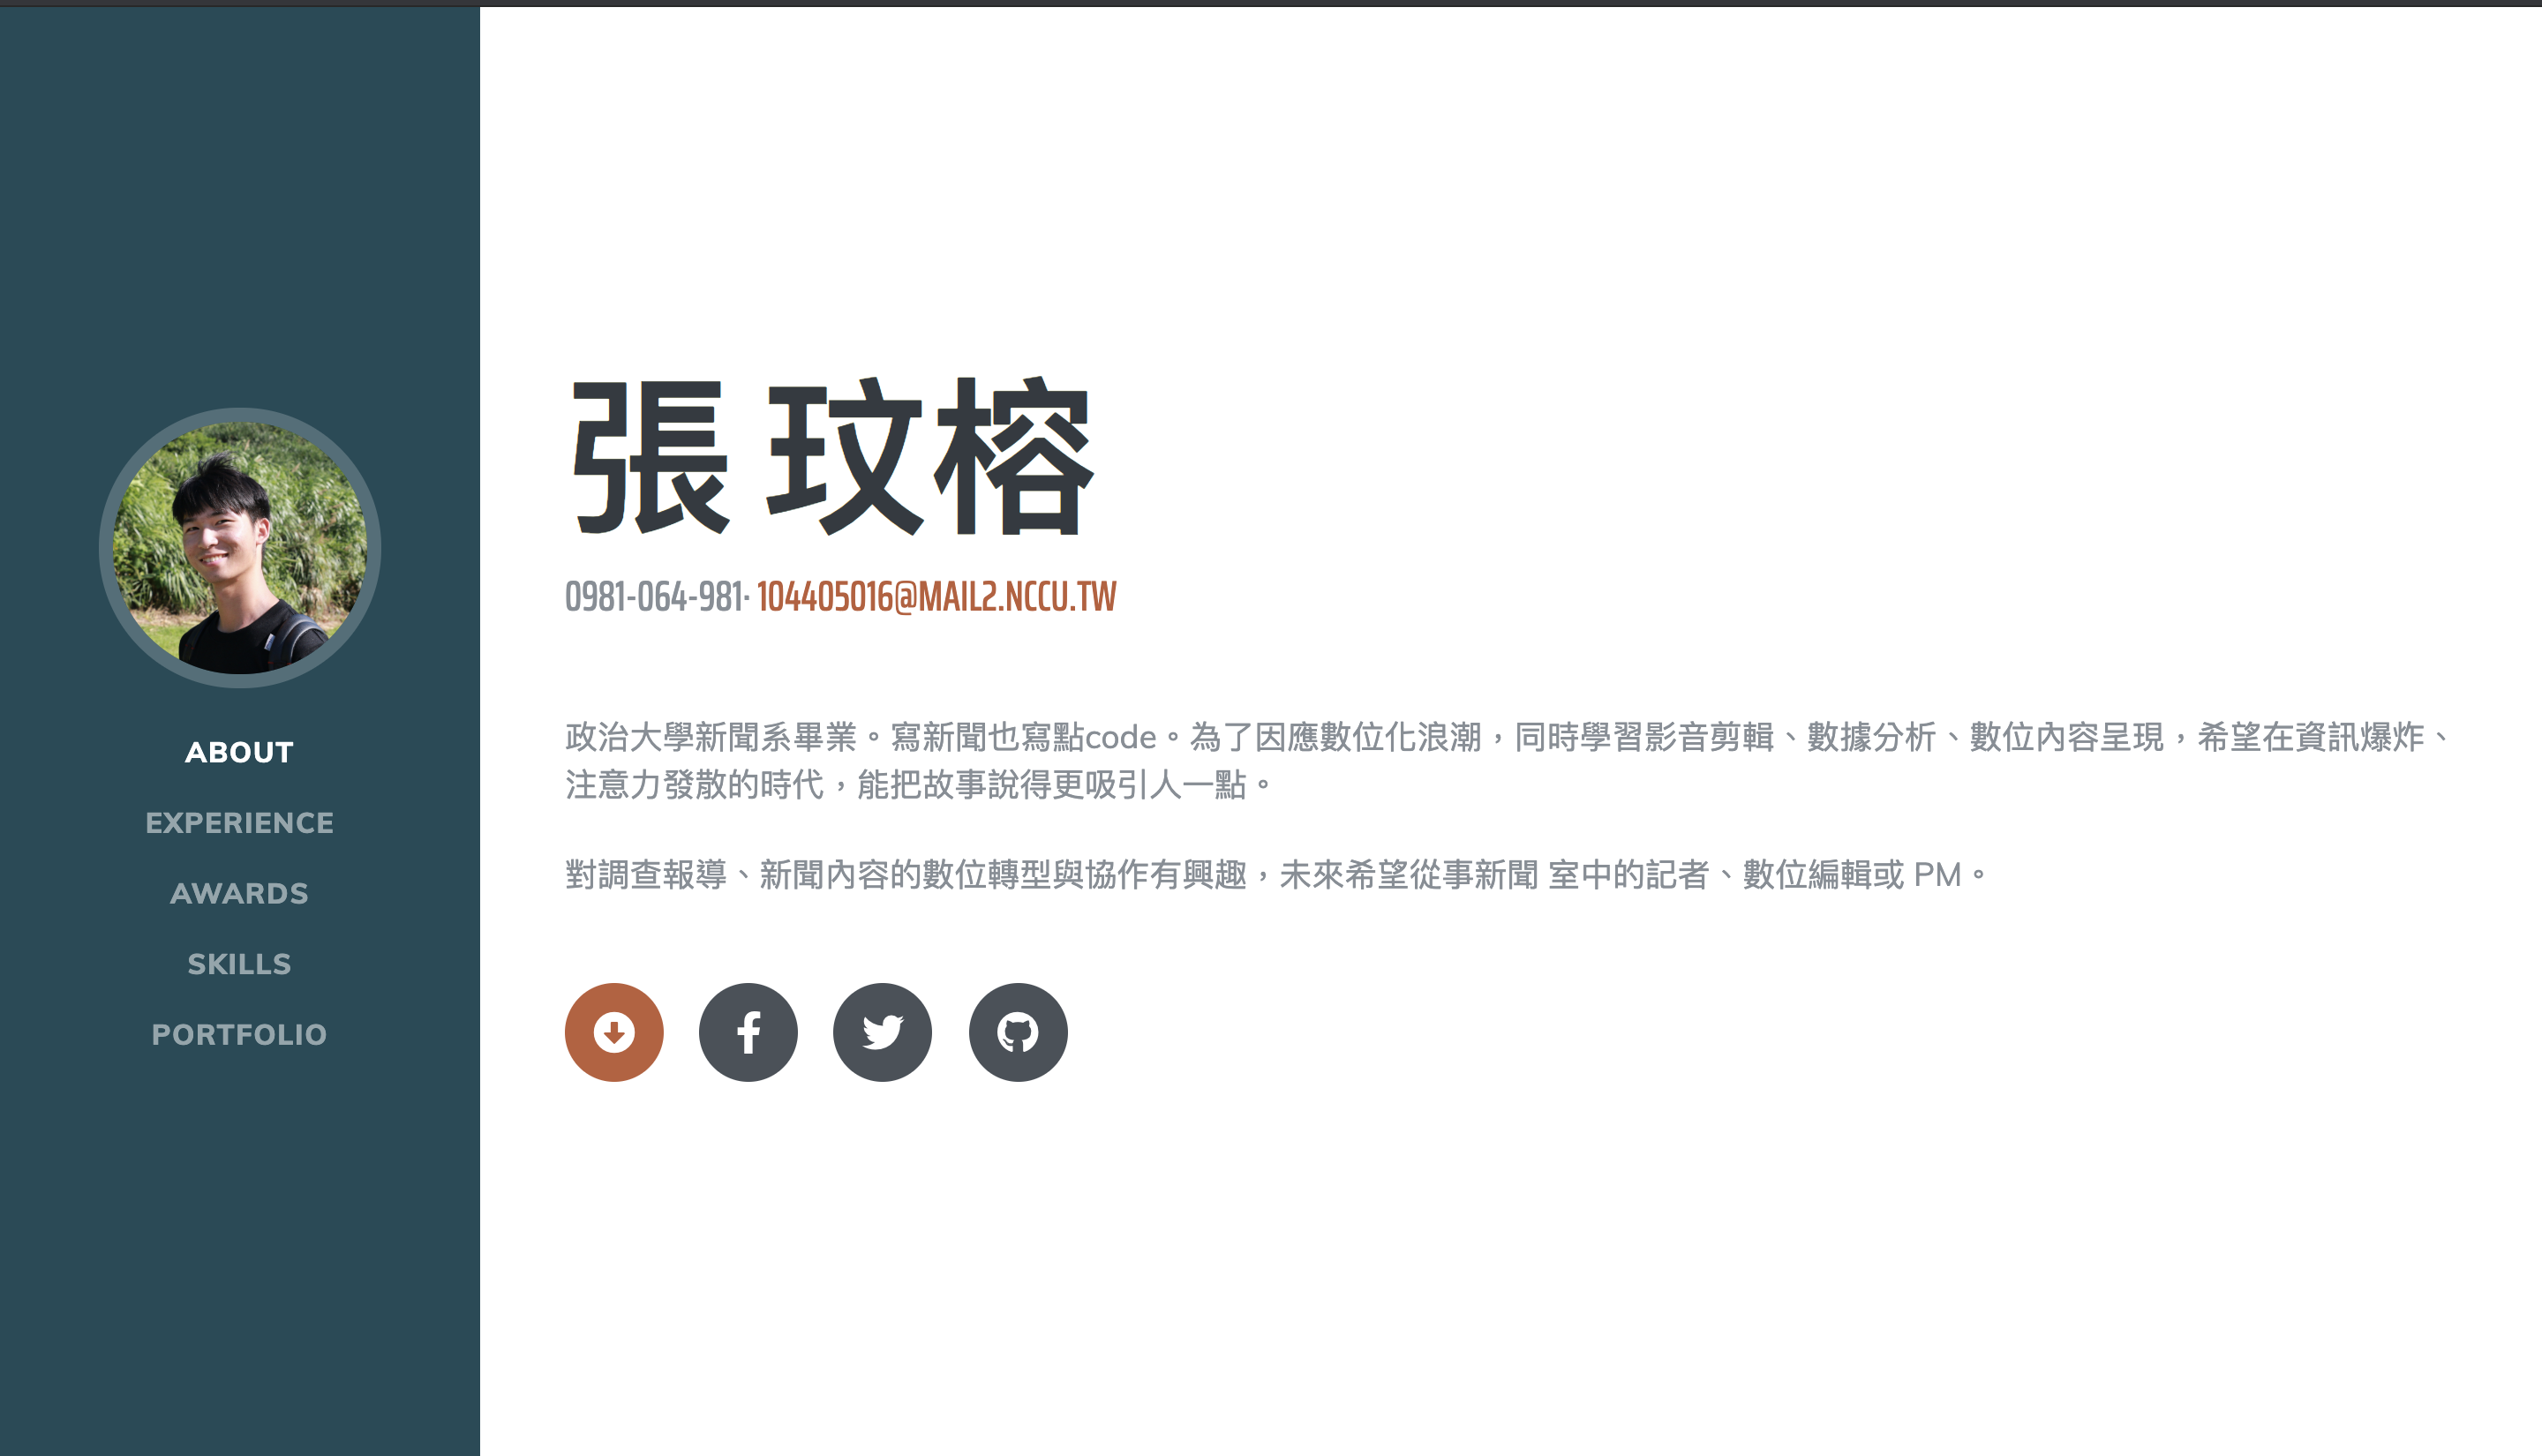 ABOUT
EXPERIENCE
AWARDS
SKILLS
PORTFOLIO
張 玟榕
0981-064-981· 104405016@MAIL2.NCCU.TW
政治大學新聞系畢業。寫新聞也寫點code。為了因應數位化浪潮，同時學習影音剪輯、數據分析、數位內容呈現，希望在資訊爆炸、
注意力發散的時代，能把故事說得更吸引人一點。
對調查報導、新聞內容的數位轉型與協作有興趣，未來希望從事新聞 室中的記者、數位編輯或 PM。